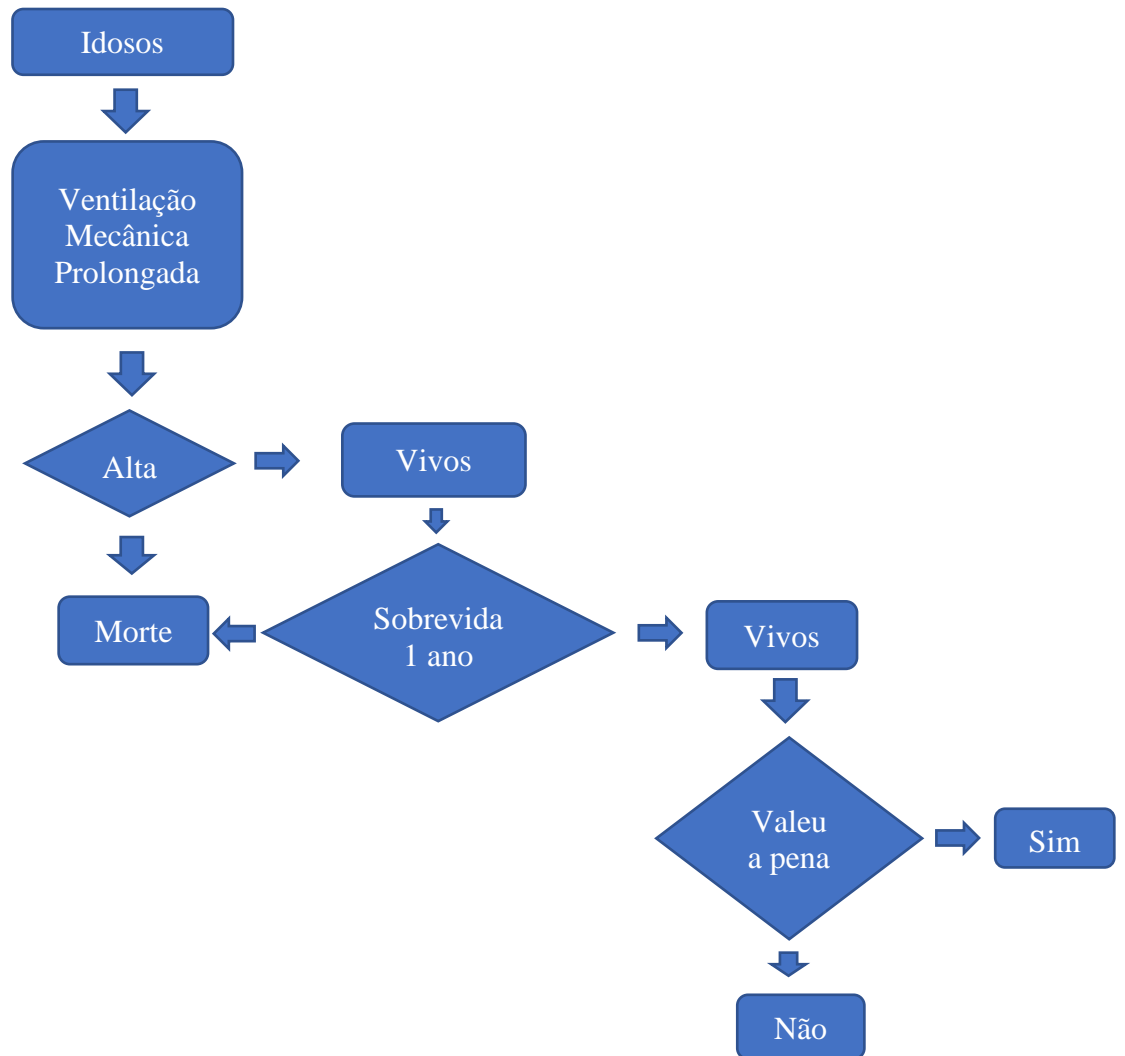 Idosos
Ventilação
Mecânica
Prolongada
Alta
Vivos
Morte
Sobrevida
1 ano
Vivos
Valeu
a pena
Sim
Não